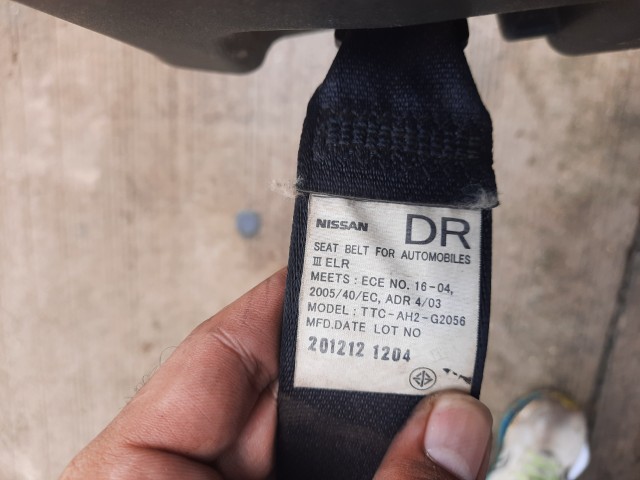 NISSAN DR
SEAT BELT FOR AUTOMOBILES
III ELR
MEETS : ECE NO. 16-04,
2005/40/EC, ADR 4/03
MODEL : TTC-AH2-G2056
MFD.DATE LOT NO
201212 1204